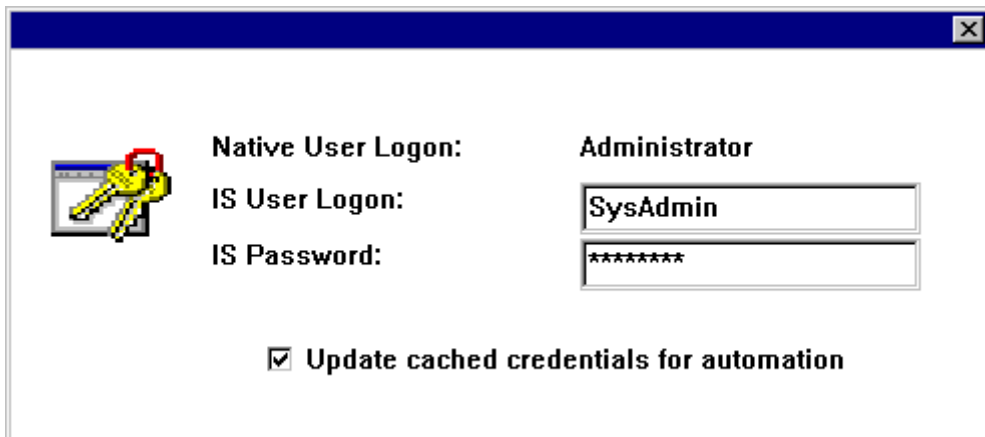 Native User Logon: Administrator
IS User Logon: SysAdmin
IS Password: ********
Update cached credentials for automation